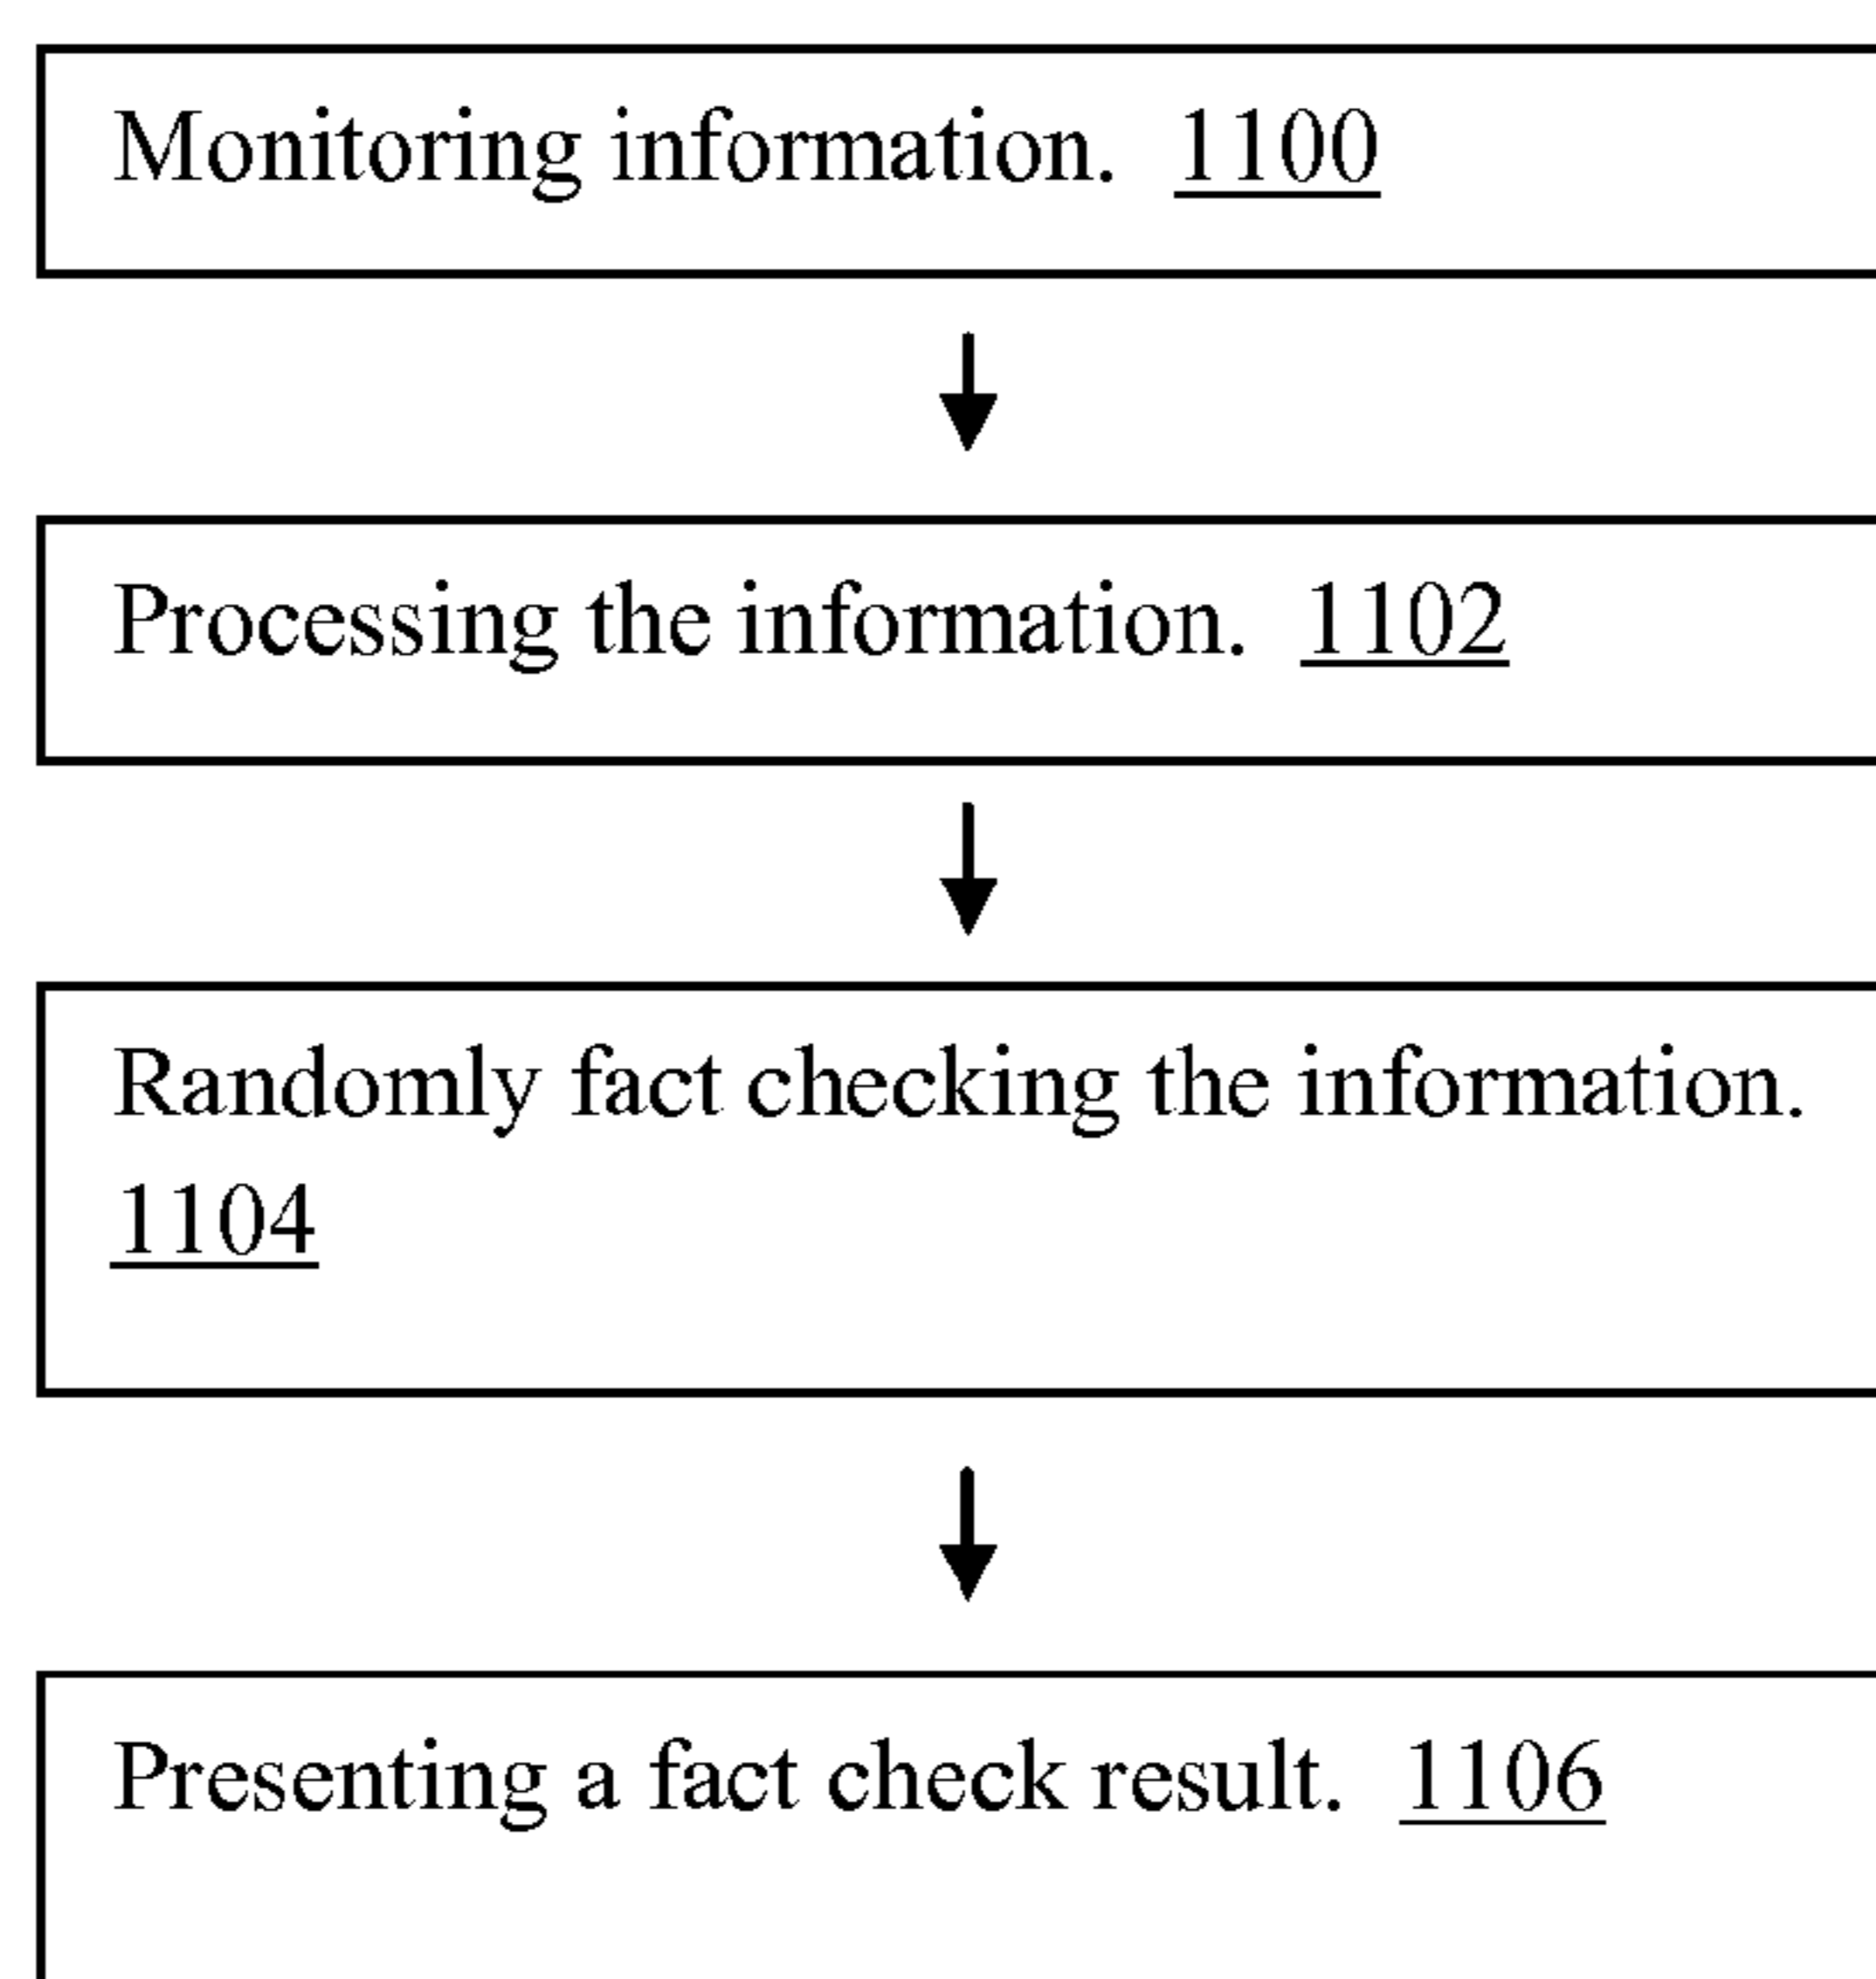 Monitoring information. 1100
Processing the information. 1102
Randomly fact checking the information.
1104
Presenting a fact check result. 1106